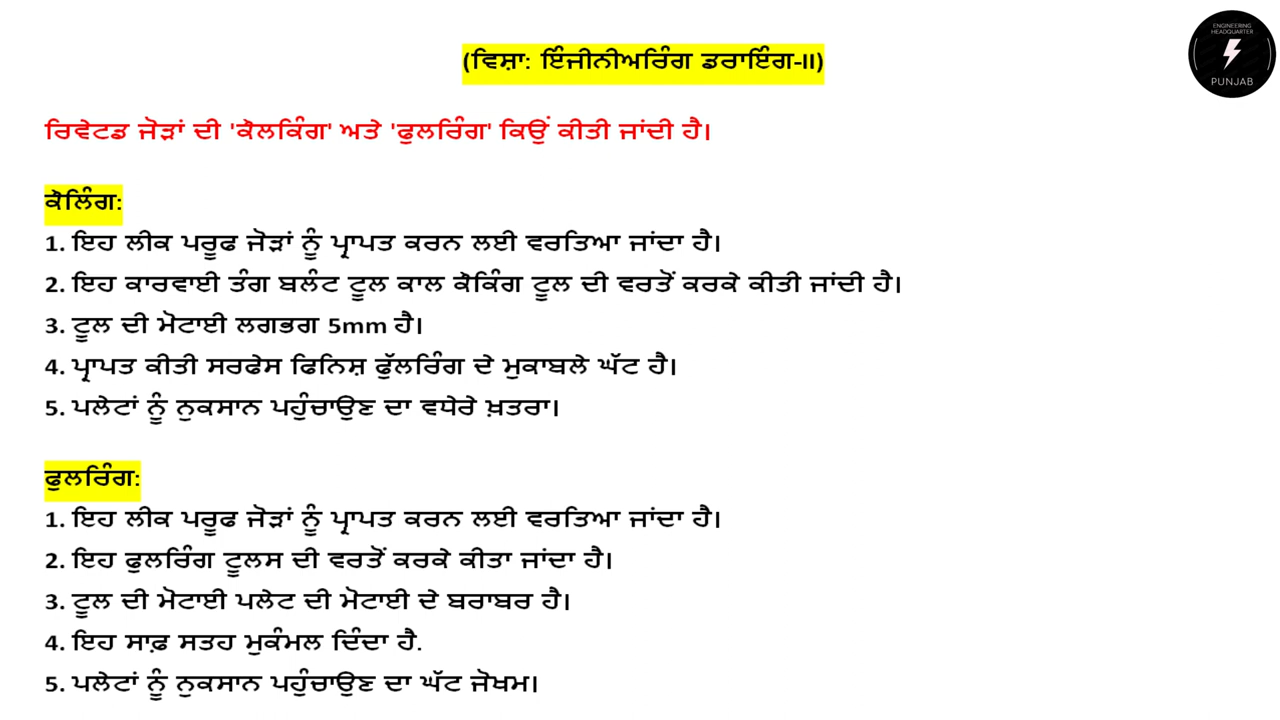 ENGINEERING
HEADQUARTER
PUNJAB
(ਵਿਸ਼ਾ: ਇੰਜੀਨੀਅਰਿੰਗ ਡਰਾਇੰਗ-II)
ਰਿਵੇਟਡ ਜੋੜਾਂ ਦੀ 'ਕੌਲਕਿੰਗ' ਅਤੇ 'ਫੁਲਰਿੰਗ' ਕਿਉਂ ਕੀਤੀ ਜਾਂਦੀ ਹੈ।
ਕੌਲਿੰਗ:
1. ਇਹ ਲੀਕ ਪਰੂਫ ਜੋੜਾਂ ਨੂੰ ਪ੍ਰਾਪਤ ਕਰਨ ਲਈ ਵਰਤਿਆ ਜਾਂਦਾ ਹੈ।
2. ਇਹ ਕਾਰਵਾਈ ਤੰਗ ਬਲੰਟ ਟੂਲ ਕਾਲ ਕੌਕਿੰਗ ਟੂਲ ਦੀ ਵਰਤੋਂ ਕਰਕੇ ਕੀਤੀ ਜਾਂਦੀ ਹੈ।
3. ਟੂਲ ਦੀ ਮੋਟਾਈ ਲਗਭਗ 5mm ਹੈ।
4. ਪ੍ਰਾਪਤ ਕੀਤੀ ਸਰਫੇਸ ਫਿਨਿਸ਼ ਫੁੱਲਰਿੰਗ ਦੇ ਮੁਕਾਬਲੇ ਘੱਟ ਹੈ।
5. ਪਲੇਟਾਂ ਨੂੰ ਨੁਕਸਾਨ ਪਹੁੰਚਾਉਣ ਦਾ ਵਧੇਰੇ ਖ਼ਤਰਾ।
ਫੁਲਰਿੰਗ:
1. ਇਹ ਲੀਕ ਪਰੂਫ ਜੋੜਾਂ ਨੂੰ ਪ੍ਰਾਪਤ ਕਰਨ ਲਈ ਵਰਤਿਆ ਜਾਂਦਾ ਹੈ।
2. ਇਹ ਫੁਲਰਿੰਗ ਟੂਲਸ ਦੀ ਵਰਤੋਂ ਕਰਕੇ ਕੀਤਾ ਜਾਂਦਾ ਹੈ।
3. ਟੂਲ ਦੀ ਮੋਟਾਈ ਪਲੇਟ ਦੀ ਮੋਟਾਈ ਦੇ ਬਰਾਬਰ ਹੈ।
4. ਇਹ ਸਾਫ਼ ਸਤਹ ਮੁਕੰਮਲ ਦਿੰਦਾ ਹੈ.
5. ਪਲੇਟਾਂ ਨੂੰ ਨੁਕਸਾਨ ਪਹੁੰਚਾਉਣ ਦਾ ਘੱਟ ਜੋਖਮ।